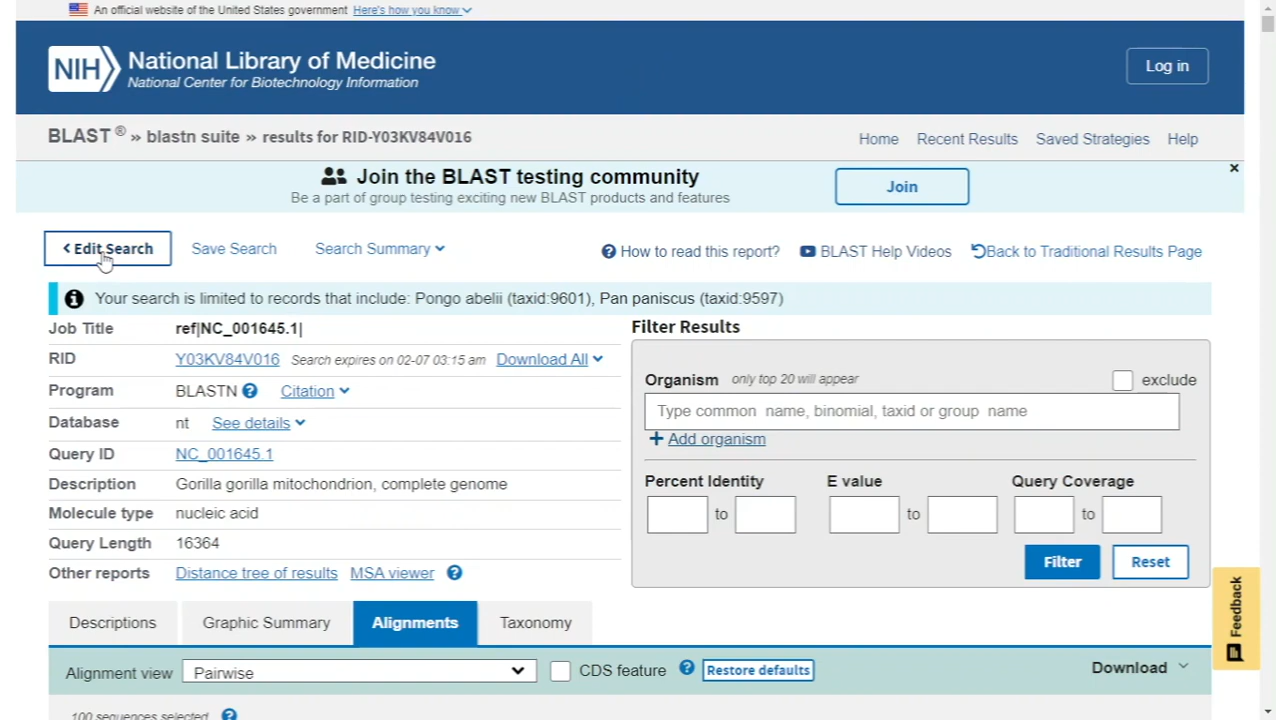 An official website of the United States government Here's how you know
NIH National Library of Medicine
National Center for Biotechnology Information
Log in
BLAST ® » blastn suite » results for RID-Y03KV84V016
Home Recent Results Saved Strategies Help
Join the BLAST testing community
Be a part of group testing exciting new BLAST products and features
Join
Edit Search Save Search Search Summary
How to read this report? BLAST Help Videos Back to Traditional Results Page
Your search is limited to records that include: Pongo abelii (taxid:9601), Pan paniscus (taxid:9597)
Job Title ref|NC_001645.1|
RID Y03KV84V016 Search expires on 02-07 03:15 am Download All
Program BLASTN Citation
Database nt See details
Query ID NC_001645.1
Description Gorilla gorilla mitochondrion, complete genome
Molecule type nucleic acid
Query Length 16364
Other reports Distance tree of results MSA viewer
Filter Results
Organism only top 20 will appear exclude
Type common name, binomial, taxid or group name
+ Add organism
Percent Identity E value Query Coverage
to to to
Filter Reset
Feedback
Descriptions Graphic Summary Alignments Taxonomy
Alignment view Pairwise CDS feature Restore defaults Download
100 sequences selected